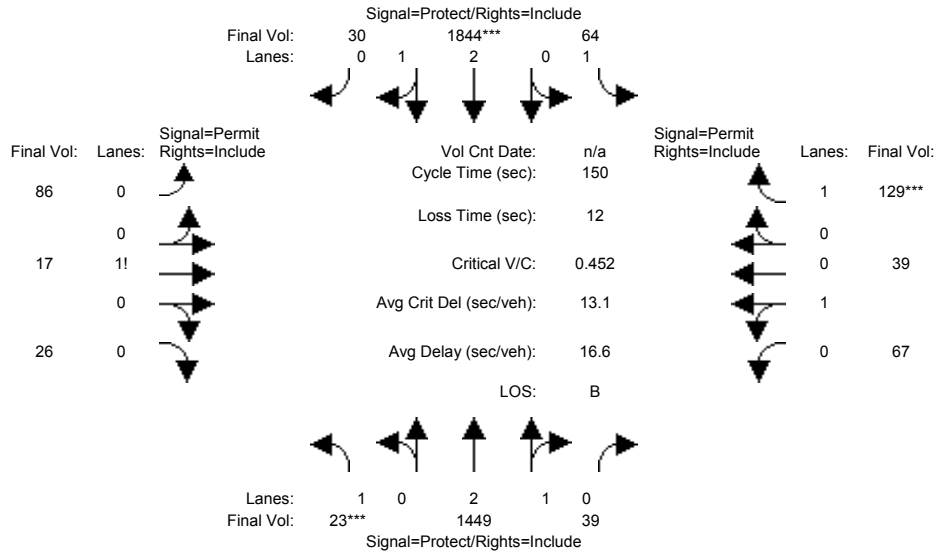 Signal=Protect/Rights=Include
Final Vol: 30 1844*** 64
Lanes: 0 1 2 0 1
Signal=Permit Signal=Permit
Final Vol: Lanes: Rights=Include Vol Cnt Date: n/a Rights=Include Lanes: Final Vol:
Cycle Time (sec): 150
86 0 1 129***
Loss Time (sec): 12
0 0
17 1! Critical V/C: 0.452 0 39
0 Avg Crit Del (sec/veh): 13.1 1
26 0 Avg Delay (sec/veh): 16.6 0 67
LOS: B
Lanes: 1 0 2 1 0
Final Vol: 23*** 1449 39
Signal=Protect/Rights=Include